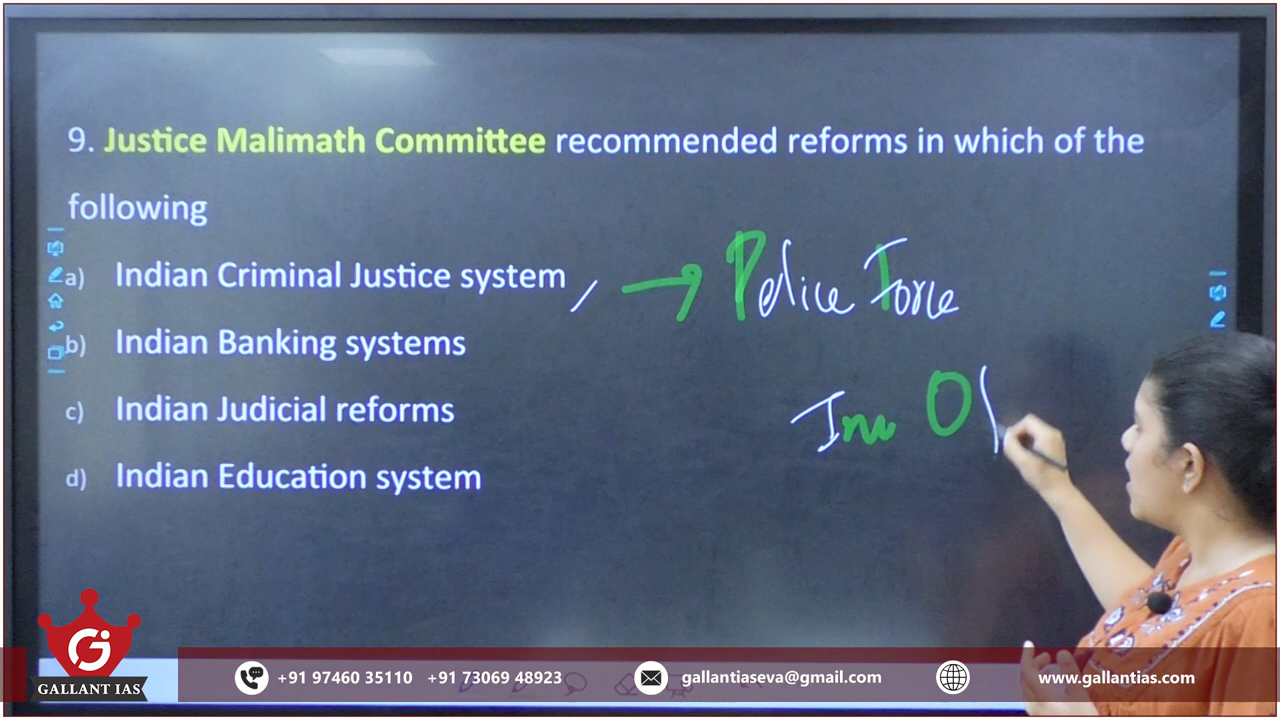 9. Justice Malimath Committee recommended reforms in which of the
following
a) Indian Criminal Justice system
→ Police Force
b) Indian Banking systems
Inv O
c) Indian Judicial reforms
d) Indian Education system
Gi
GALLANT IAS
+91 97460 35110 +91 73069 48923
gallantiaseva@gmail.com
www.gallantias.com